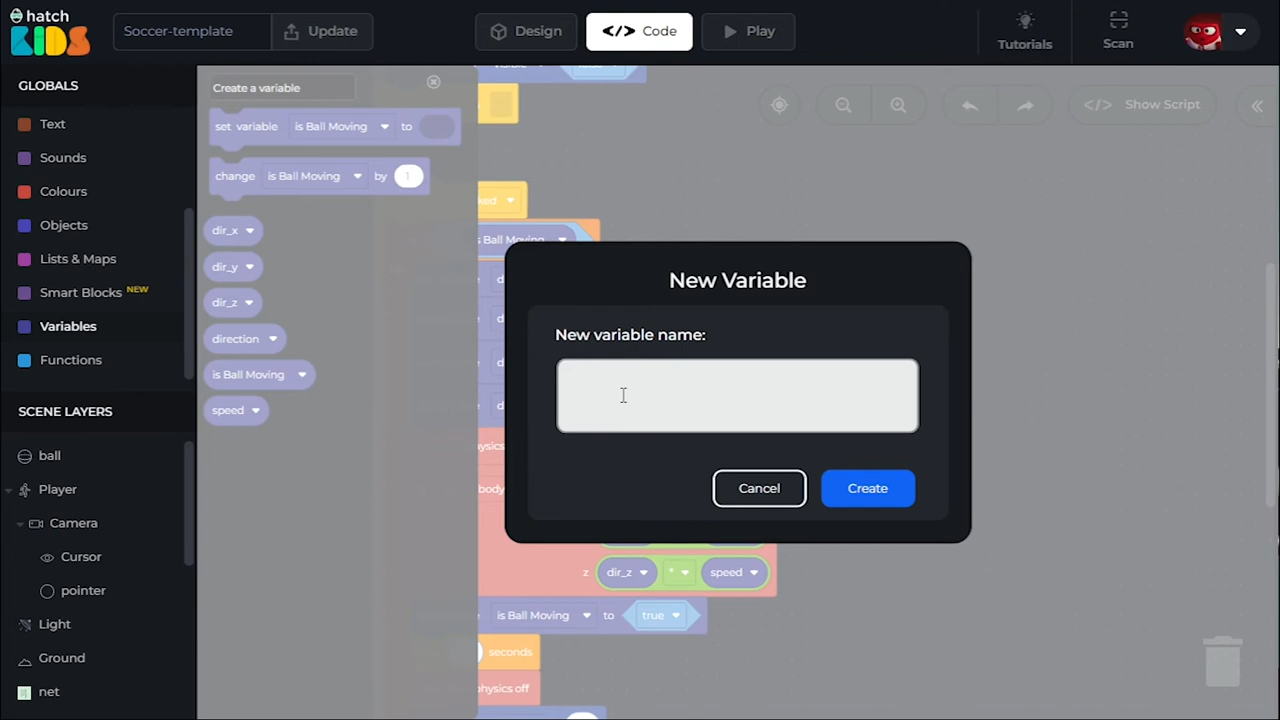 hatch
KIDS
Soccer-template
Update
Design
</> Code
Play
Tutorials
Scan
GLOBALS
Text
Sounds
Colours
Objects
Lists & Maps
Smart Blocks NEW
Variables
Functions
SCENE LAYERS
ball
Player
Camera
Cursor
pointer
Light
Ground
net
Create a variable
set variable is Ball Moving to
change is Ball Moving by 1
dir_x
dir_y
dir_z
direction
is Ball Moving
speed
</> Show Script
New Variable
New variable name:
Cancel
Create
z dir_z * speed
is Ball Moving to true
seconds
physics off